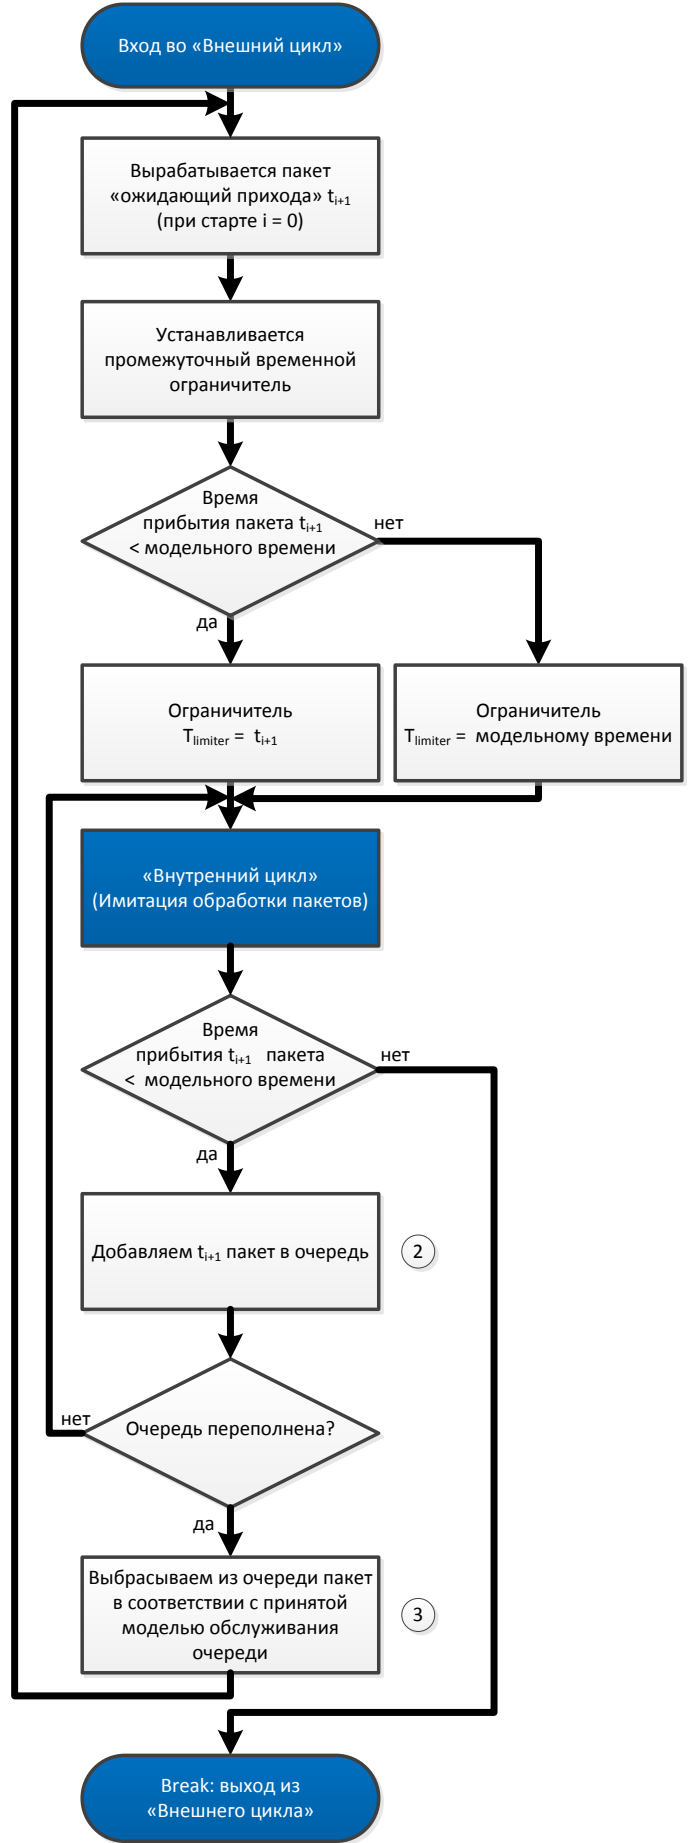 Вход во «Внешний цикл»
Вырабатывается пакет
«ожидающий прихода» tᵢ₊₁
(при старте i = 0)
Устанавливается
промежуточный временной
ограничитель
Время
прибытия пакета tᵢ₊₁
< модельного времени
нет
да
Ограничитель
Tlimiter = tᵢ₊₁
Ограничитель
Tlimiter = модельному времени
«Внутренний цикл»
(Имитация обработки пакетов)
Время
прибытия tᵢ₊₁ пакета
< модельного времени
нет
да
Добавляем tᵢ₊₁ пакет в очередь
2
Очередь переполнена?
нет
да
Выбрасываем из очереди пакет
в соответствии с принятой
моделью обслуживания
очереди
3
Break: выход из
«Внешнего цикла»